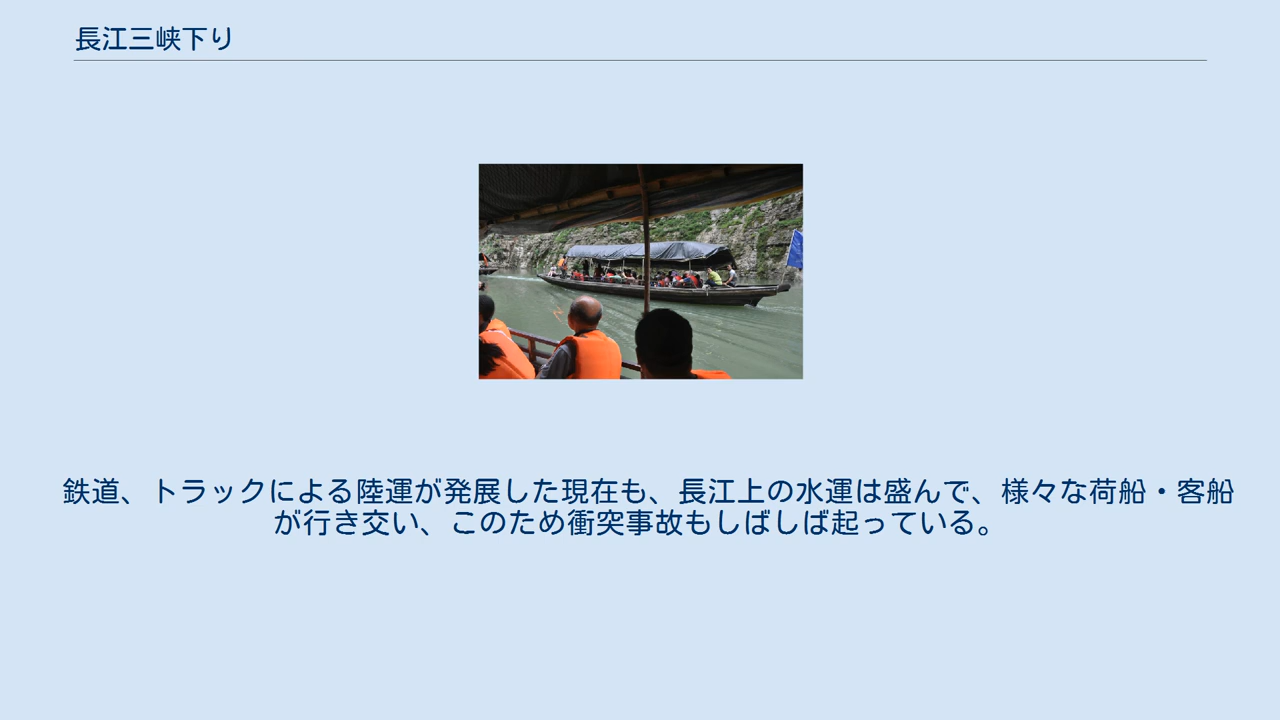 長江三峡下り
鉄道、トラックによる陸運が発展した現在も、長江上の水運は盛んで、様々な荷船・客船
が行き交い、このため衝突事故もしばしば起っている。